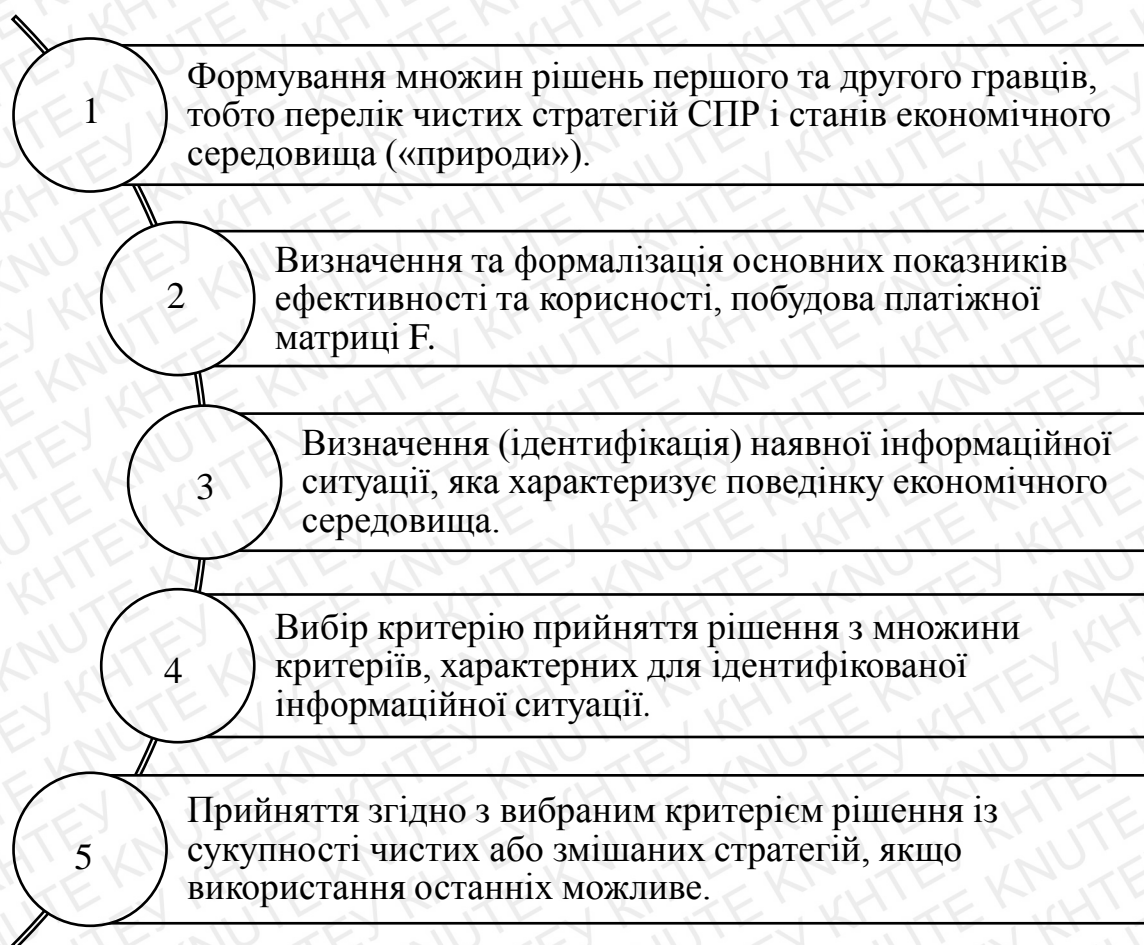 1
Формування множин рішень першого та другого гравців,
тобто перелік чистих стратегій СПР і станів економічного
середовища («природи»).
2
Визначення та формалізація основних показників
ефективності та корисності, побудова платіжної
матриці F.
3
Визначення (ідентифікація) наявної інформаційної
ситуації, яка характеризує поведінку економічного
середовища.
4
Вибір критерію прийняття рішення з множини
критеріїв, характерних для ідентифікованої
інформаційної ситуації.
5
Прийняття згідно з вибраним критерієм рішення із
сукупності чистих або змішаних стратегій, якщо
використання останніх можливе.